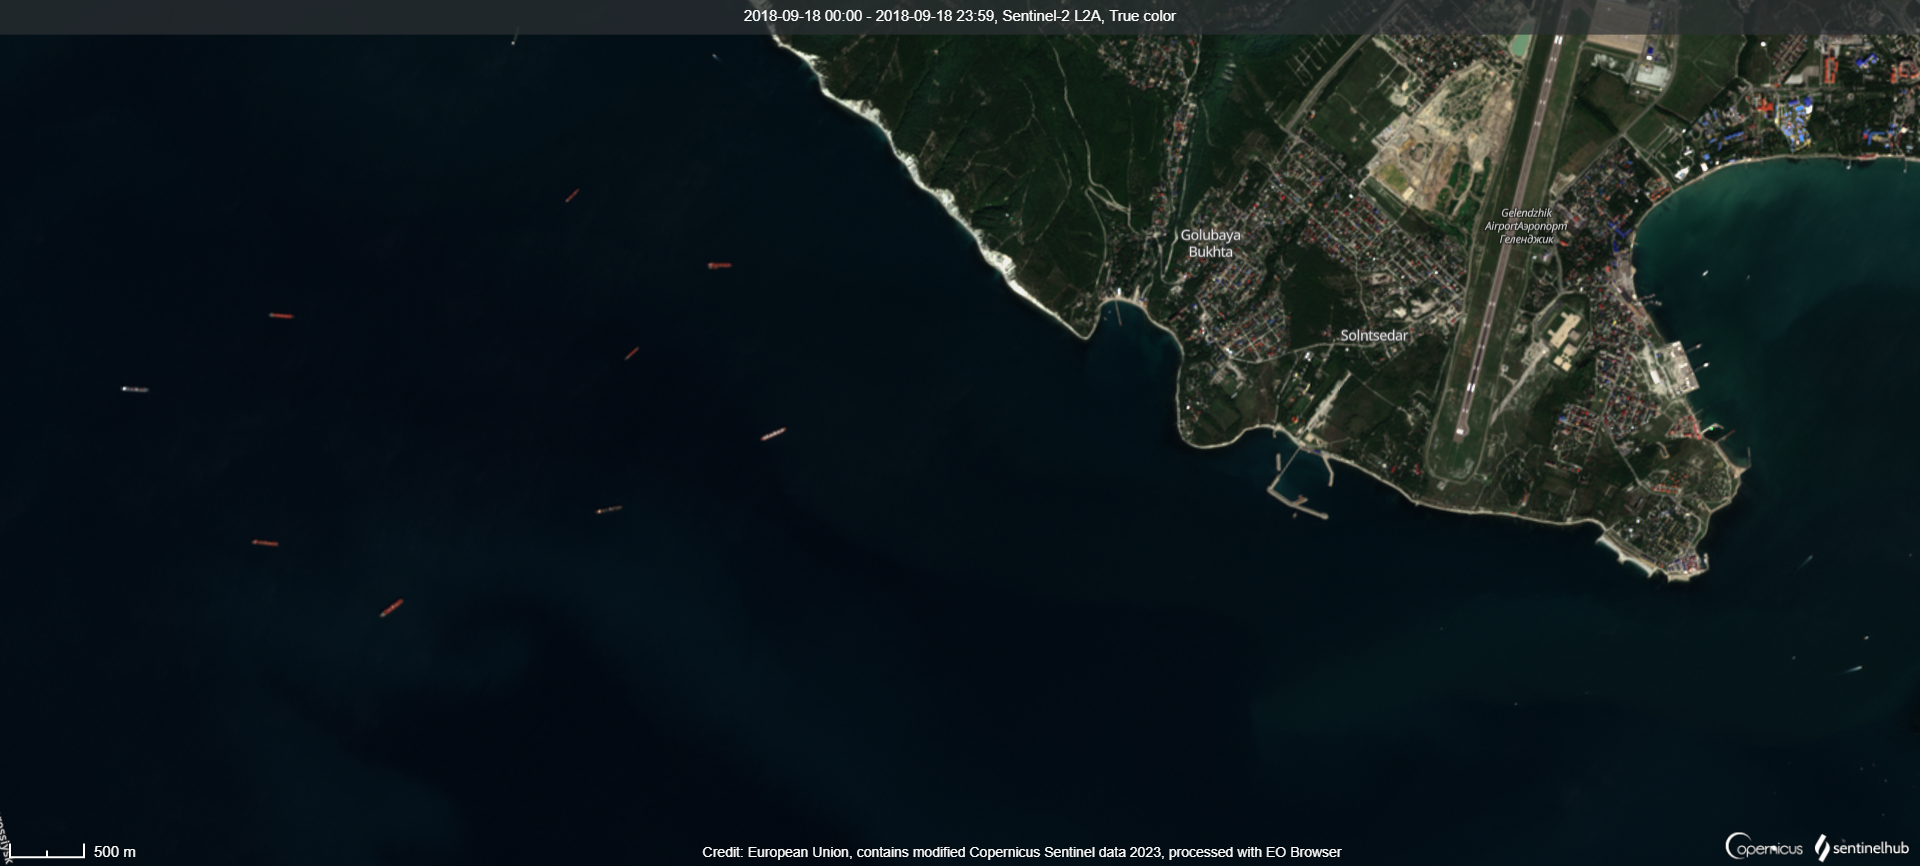 2018-09-18 00:00 - 2018-09-18 23:59, Sentinel-2 L2A, True color
Gelendzhik
AirportАэропорт
Геленджик
Golubaya
Bukhta
Solntsedar
500 m
Credit: European Union, contains modified Copernicus Sentinel data 2023, processed with EO Browser
Copernicus
sentinelhub